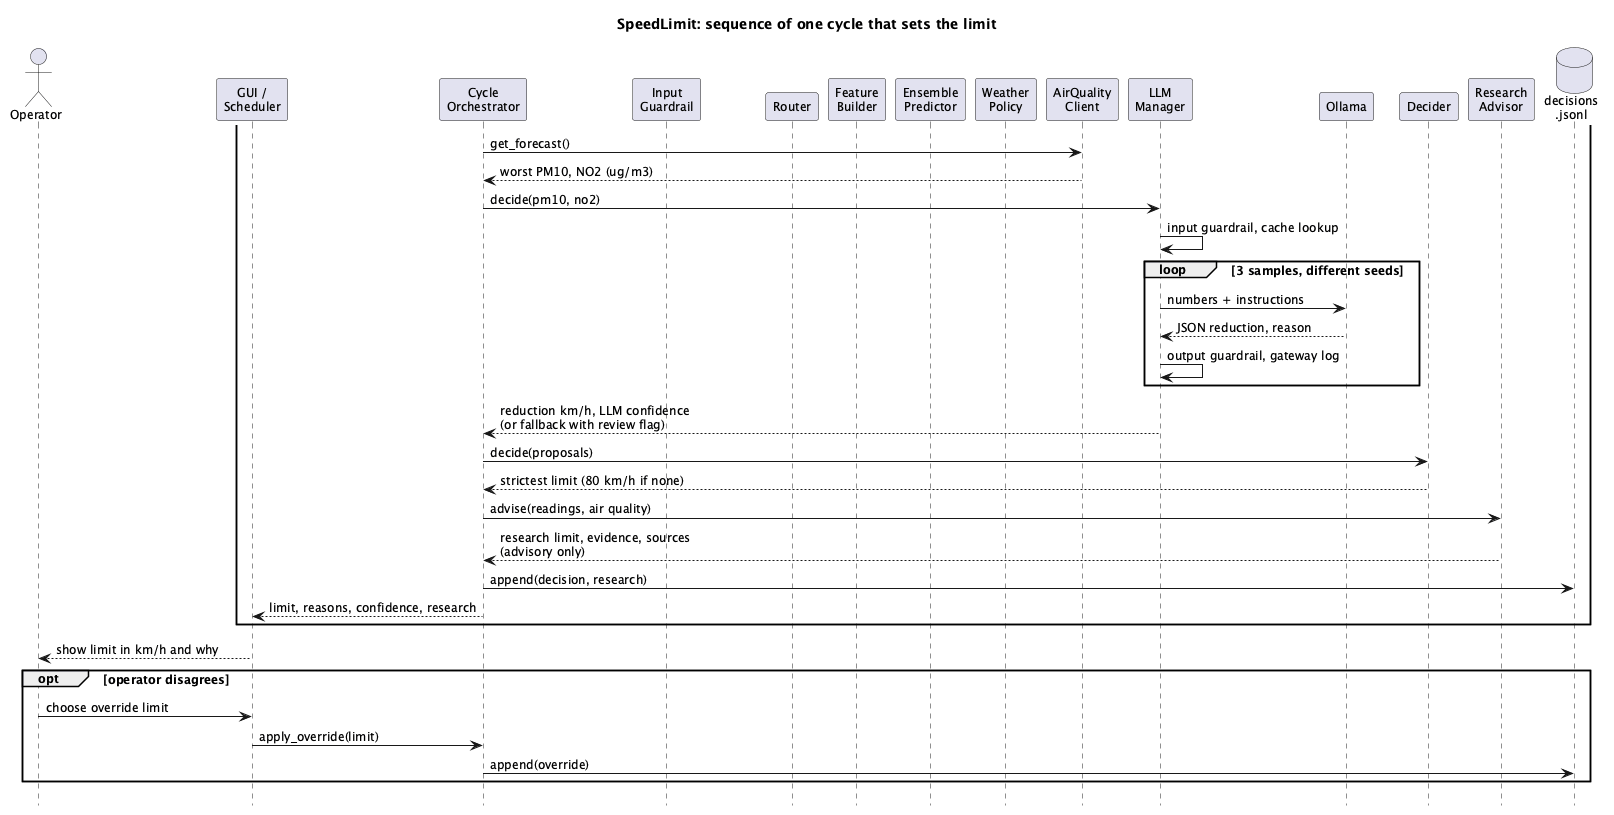 SpeedLimit: sequence of one cycle that sets the limit
Operator
GUI /
Scheduler
Cycle
Orchestrator
Input
Guardrail
Router
Feature
Builder
Ensemble
Predictor
Weather
Policy
AirQuality
Client
LLM
Manager
Ollama
Decider
Research
Advisor
decisions
.jsonl
get_forecast()
worst PM10, NO2 (ug/m3)
decide(pm10, no2)
input guardrail, cache lookup
loop
[3 samples, different seeds]
numbers + instructions
JSON reduction, reason
output guardrail, gateway log
reduction km/h, LLM confidence
(or fallback with review flag)
decide(proposals)
strictest limit (80 km/h if none)
advise(readings, air quality)
research limit, evidence, sources
(advisory only)
append(decision, research)
limit, reasons, confidence, research
show limit in km/h and why
opt
[operator disagrees]
choose override limit
apply_override(limit)
append(override)